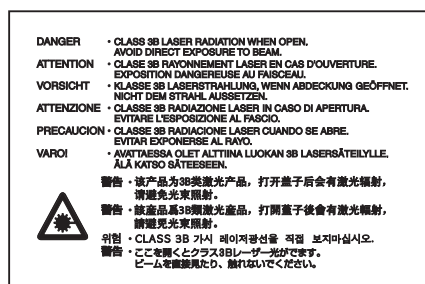 DANGER · CLASS 3B LASER RADIATION WHEN OPEN.
AVOID DIRECT EXPOSURE TO BEAM.
ATTENTION · CLASE 3B RAYONNEMENT LASER EN CAS D'OUVERTURE.
EXPOSITION DANGEREUSE AU FAISCEAU.
VORSICHT · KLASSE 3B LASERSTRAHLUNG, WENN ABDECKUNG GEÖFFNET.
NICHT DEM STRAHL AUSSETZEN.
ATTENZIONE · CLASSE 3B RADIAZIONE LASER IN CASO DI APERTURA.
EVITARE L'ESPOSIZIONE AL FASCIO.
PRECAUCION · CLASSE 3B RADIACIONE LASER CUANDO SE ABRE.
EVITAR EXPONERSE AL RAYO.
VARO! · AVATTAESSA OLET ALTTIINA LUOKAN 3B LASERSÄTEILYLLE.
ÄLÄ KATSO SÄTEESEEN.
警告 · 该产品为3B类激光产品，打开盖子后会有激光辐射，
请避免光束照射。
警告 · 該産品爲3B類激光産品，打開蓋子後會有激光輻射，
請避免光束照射。
위험 · CLASS 3B 가시 레이저광선을 직접 보지마십시오.
警告 · ここを開くとクラス3Bレーザー光がでます。
ビームを直接見たり、触れないでください。